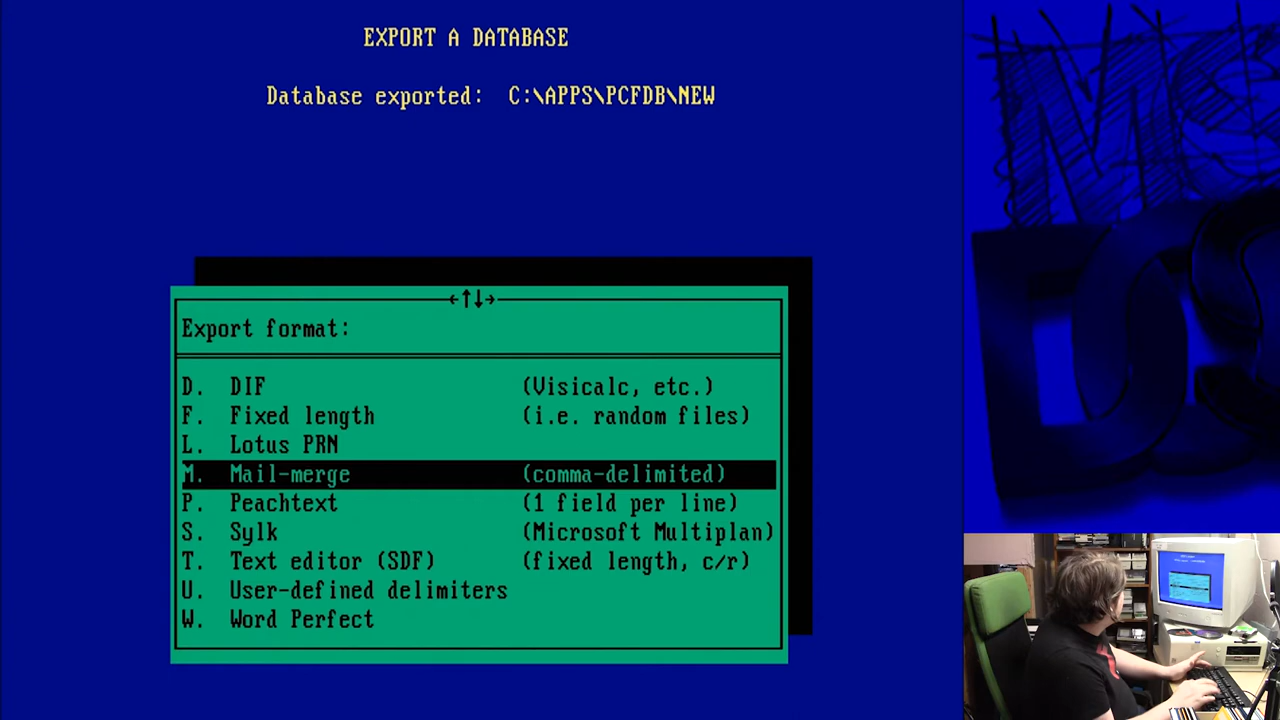 EXPORT A DATABASE
Database exported: C:\APPS\PCFDB\NEW
Export format:
D. DIF (Visicalc, etc.)
F. Fixed length (i.e. random files)
L. Lotus PRN
M. Mail-merge (comma-delimited)
P. Peachtext (1 field per line)
S. Sylk (Microsoft Multiplan)
T. Text editor (SDF) (fixed length, c/r)
U. User-defined delimiters
W. Word Perfect
MS
DOS